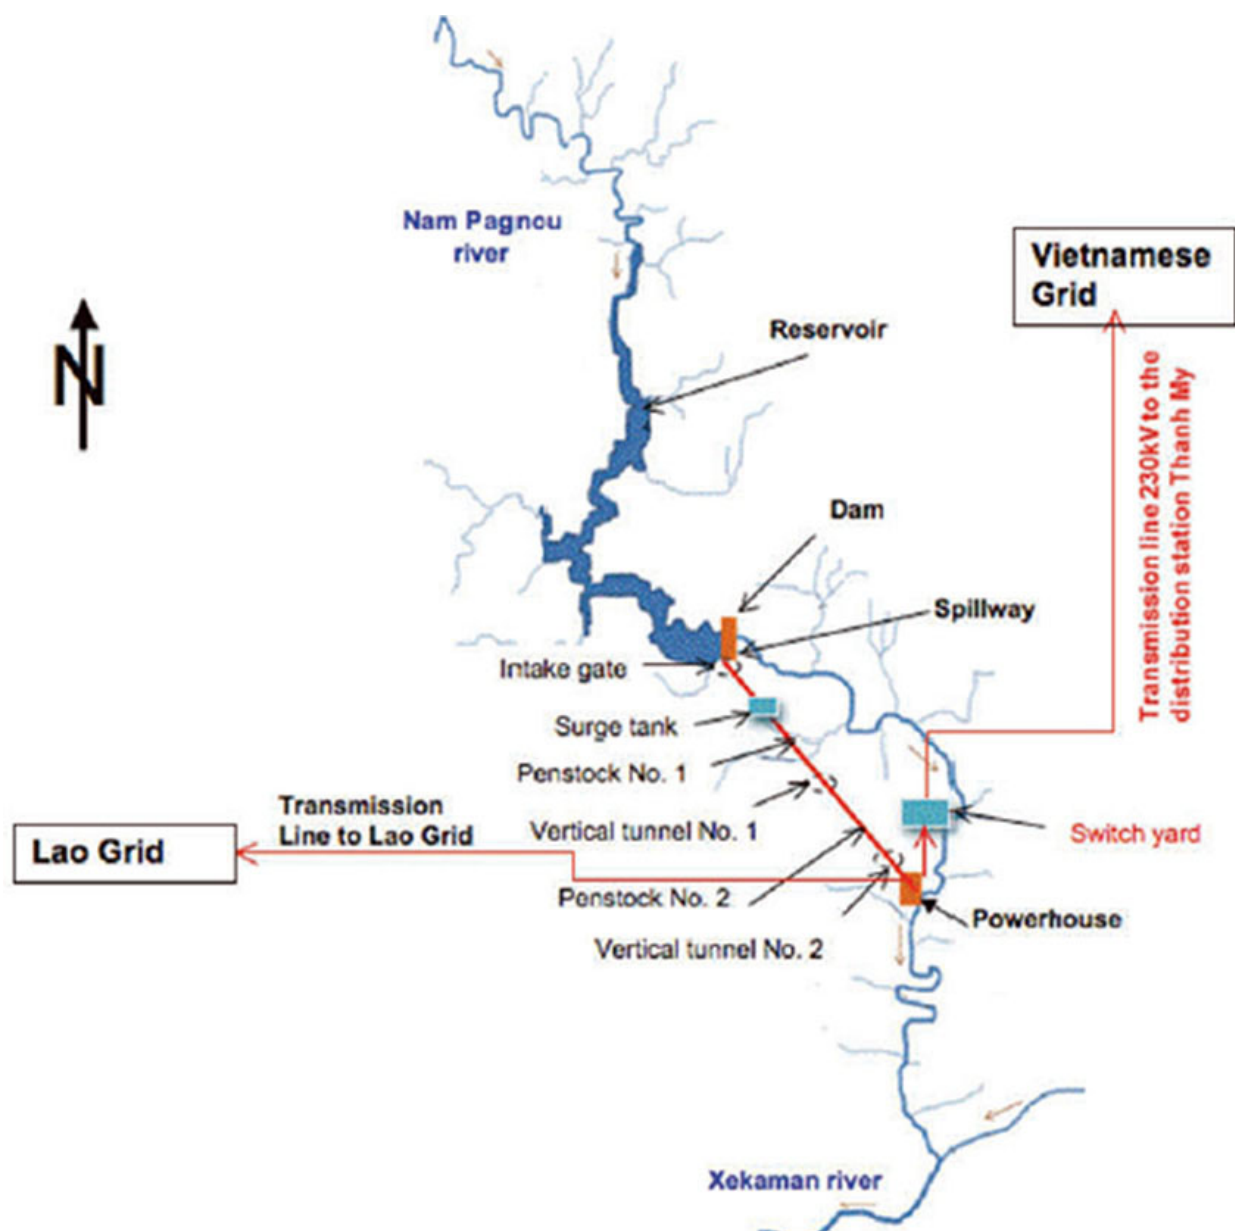 Nam Pagnou
river
Vietnamese
Grid
N
Reservoir
Transmission line 230kV to the
distribution station Thanh My
Dam
Spillway
Intake gate
Surge tank
Penstock No. 1
Transmission
Line to Lao Grid
Vertical tunnel No. 1
Switch yard
Lao Grid
Penstock No. 2
Powerhouse
Vertical tunnel No. 2
Xekaman river